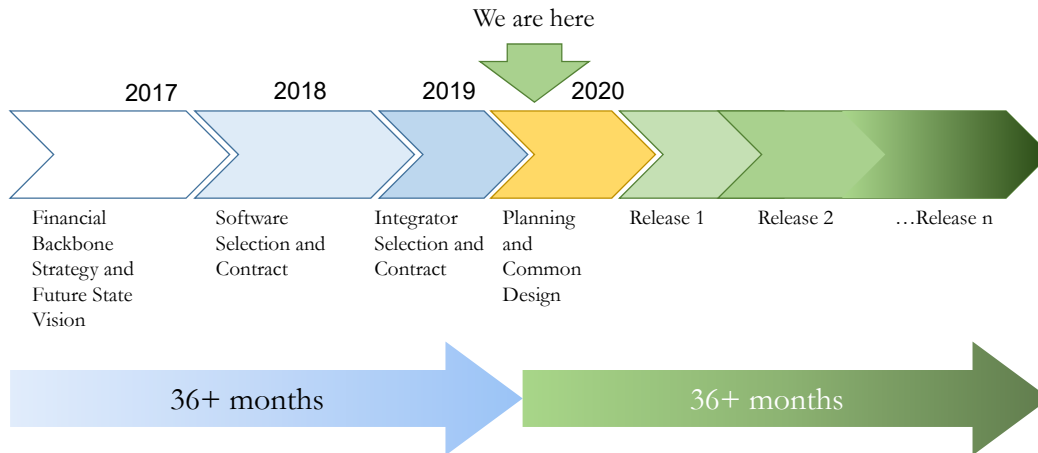 We are here
2017
2018
2019
2020
Financial
Backbone
Strategy and
Future State
Vision
Software
Selection and
Contract
Integrator
Selection and
Contract
Planning
and
Common
Design
Release 1
Release 2
…Release n
36+ months
36+ months